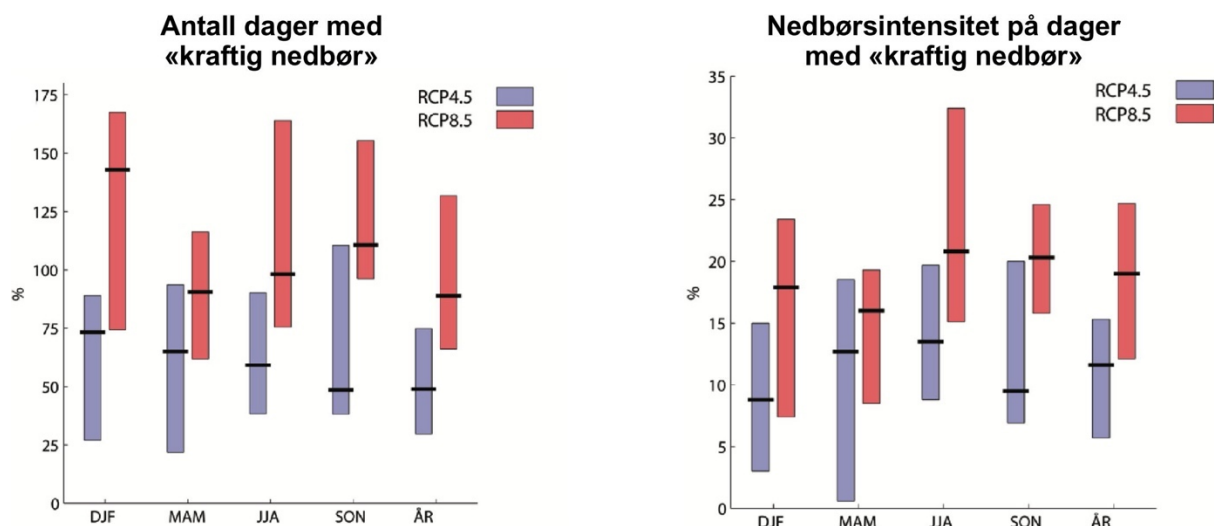 Antall dager med
«kraftig nedbør»
RCP4.5
RCP8.5
175
150
125
100
75
50
25
0
%
DJF
MAM
JJA
SON
ÅR
Nedbørsintensitet på dager
med «kraftig nedbør»
RCP4.5
RCP8.5
35
30
25
20
15
10
5
0
%
DJF
MAM
JJA
SON
ÅR